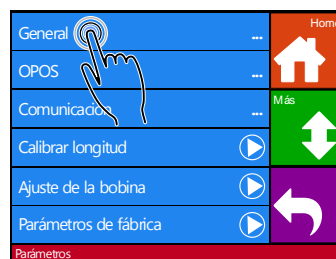 General ...
Home
OPOS ...
Comunicación ...
Más
Calibrar longitud
Ajuste de la bobina
Parámetros de fábrica
Parámetros